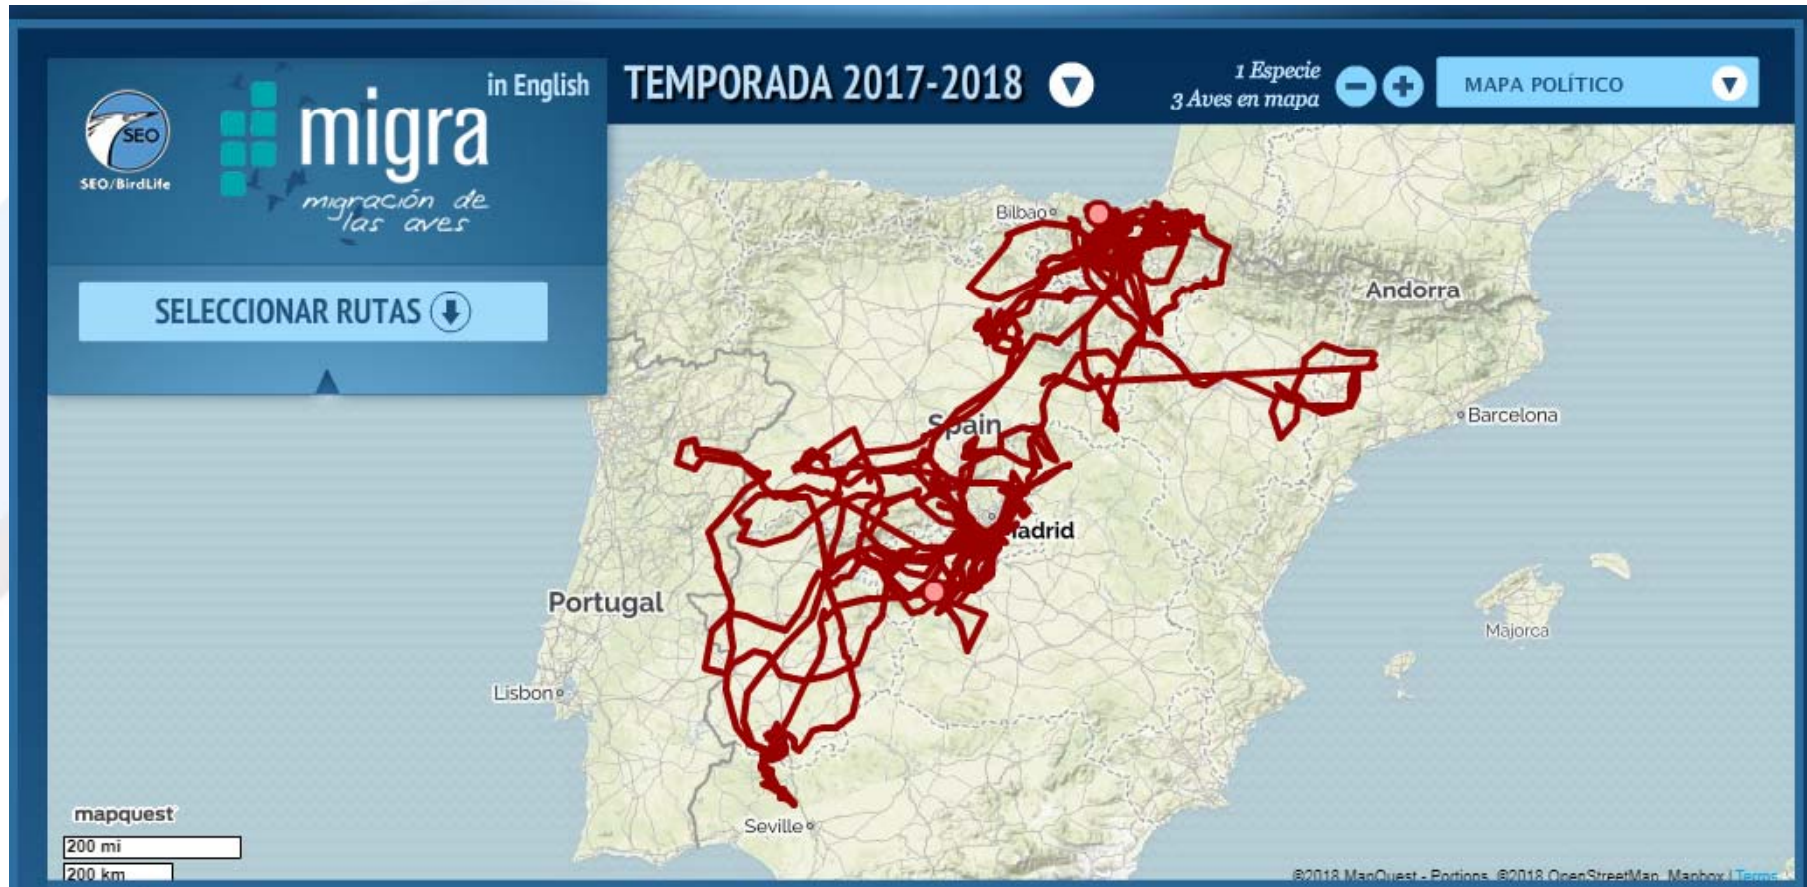 in English
TEMPORADA 2017-2018
1 Especie
3 Aves en mapa
MAPA POLÍTICO
SEO
SEO/BirdLife
migra
migración de
las aves
SELECCIONAR RUTAS
Bilbao
Andorra
Spain
Barcelona
adrid
Portugal
Majorca
Lisbon
Seville
mapquest
200 mi
200 km
©2018 MapQuest - Portions ©2018 OpenStreetMap, Mapbox | Terms